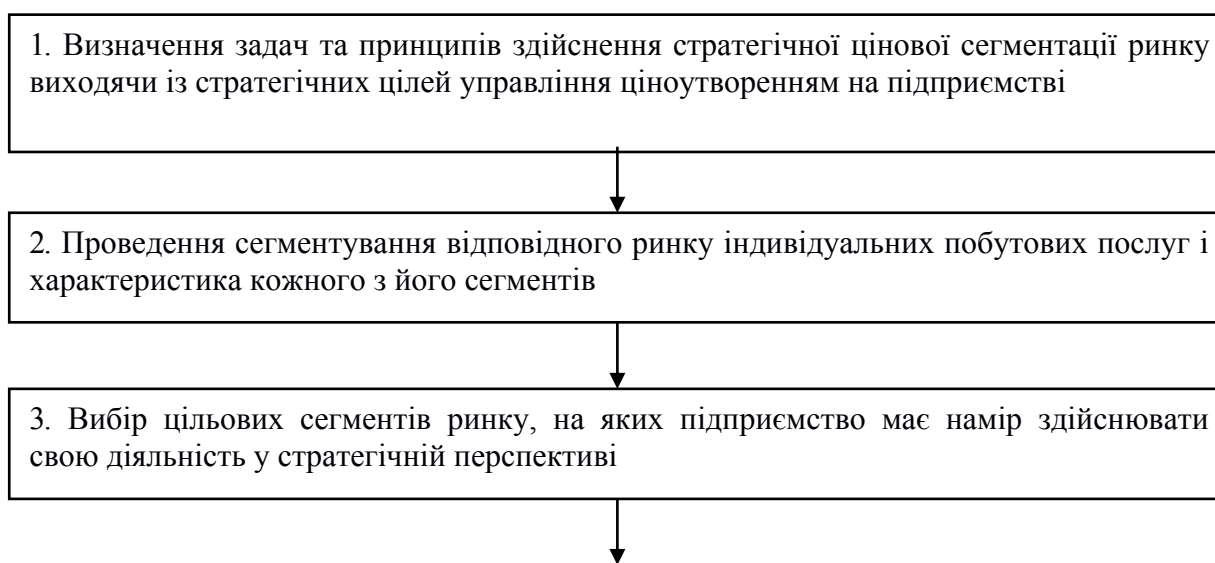 1. Визначення задач та принципів здійснення стратегічної цінової сегментації ринку
виходячи із стратегічних цілей управління ціноутворенням на підприємстві
2. Проведення сегментування відповідного ринку індивідуальних побутових послуг і
характеристика кожного з його сегментів
3. Вибір цільових сегментів ринку, на яких підприємство має намір здійснювати
свою діяльність у стратегічній перспективі